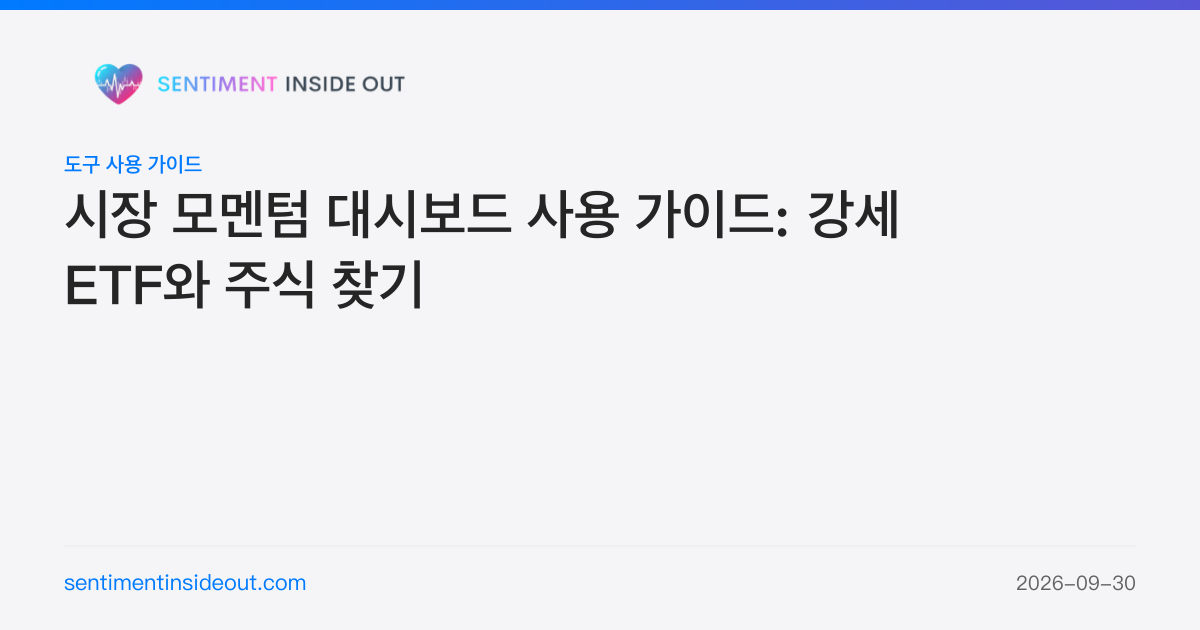 SENTIMENT INSIDE OUT
도구 사용 가이드
시장 모멘텀 대시보드 사용 가이드: 강세
ETF와 주식 찾기
sentimentinsideout.com
2026-09-30